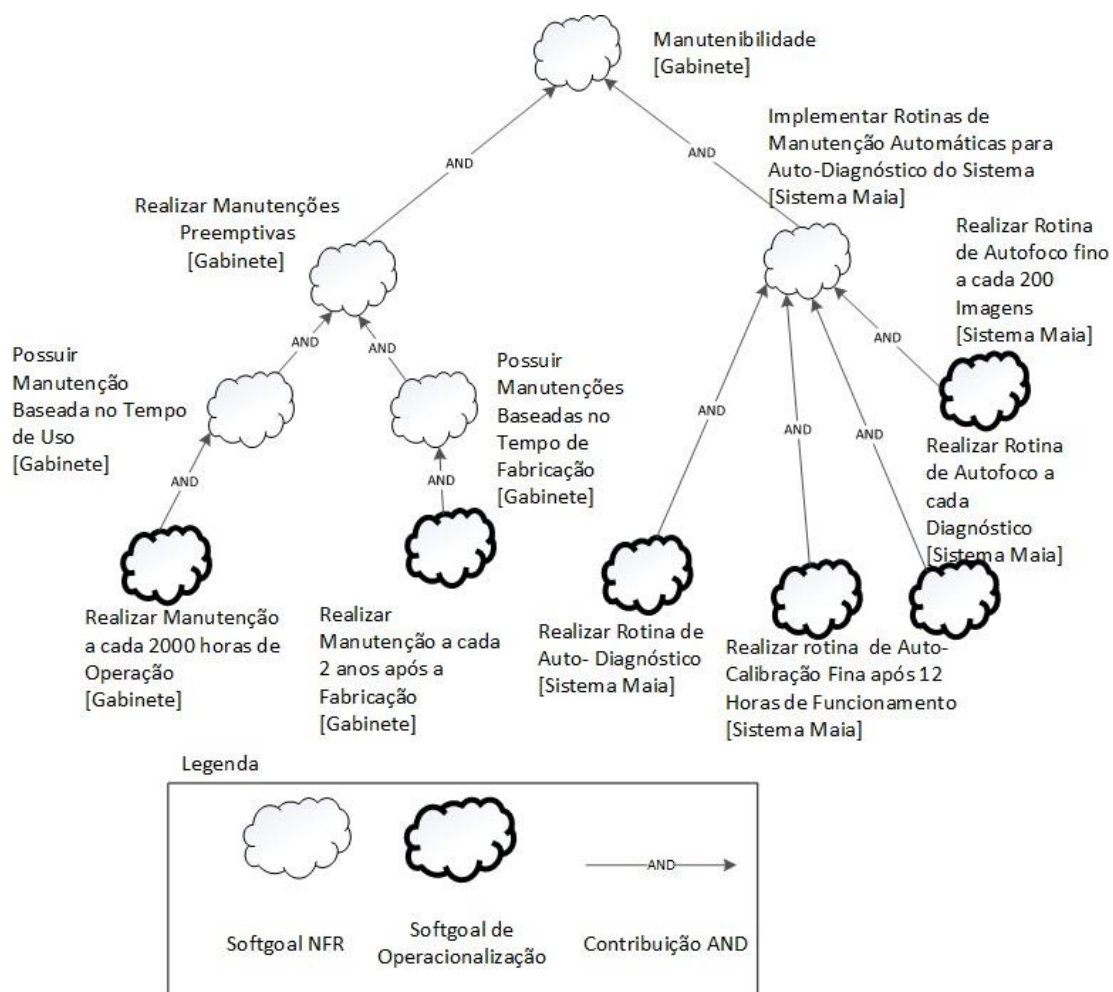 Manutenibilidade
[Gabinete]
Implementar Rotinas de
Manutenção Automáticas para
Auto-Diagnóstico do Sistema
[Sistema Maia]
AND
AND
Realizar Manutenções
Preemptivas
[Gabinete]
Realizar Rotina
de Autofoco fino
a cada 200
Imagens
[Sistema Maia]
AND
AND
AND
Possuir
Manutenção
Baseada no Tempo
de Uso
[Gabinete]
Possuir
Manutenções
Baseadas no
Tempo de
Fabricação
[Gabinete]
AND
AND
AND
AND
AND
Realizar Rotina
de Autofoco a
cada
Diagnóstico
[Sistema Maia]
Realizar Manutenção
a cada 2000 horas de
Operação
[Gabinete]
Realizar
Manutenção a cada
2 anos após a
Fabricação
[Gabinete]
Realizar Rotina de
Auto- Diagnóstico
[Sistema Maia]
Realizar rotina de Auto-
Calibração Fina após 12
Horas de Funcionamento
[Sistema Maia]
Legenda
AND
Softgoal NFR
Softgoal de
Operacionalização
Contribuição AND